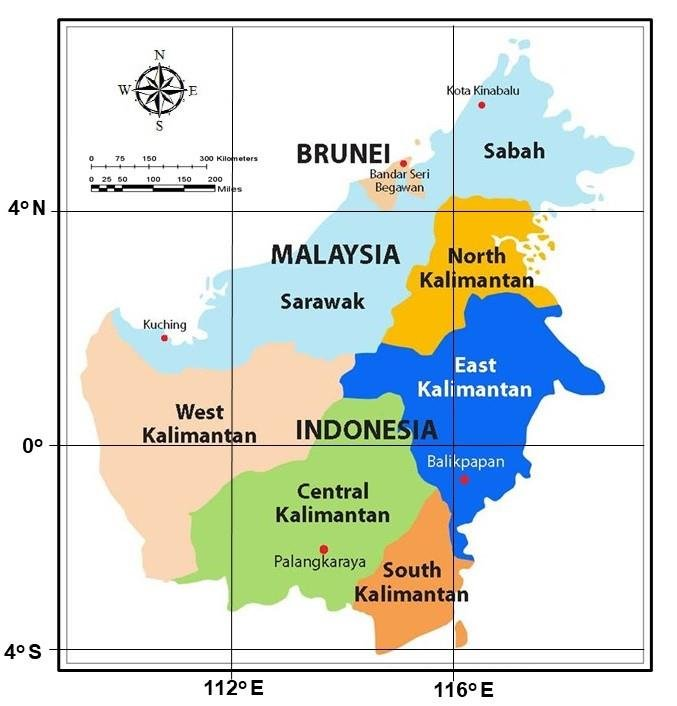 N
W E
S
0 75 150 300 Kilometers
0 25 50 100 150 200
Miles
Kota Kinabalu
BRUNEI
Sabah
Bandar Seri
Begawan
4° N
MALAYSIA
North
Kalimantan
Sarawak
Kuching
East
Kalimantan
West
Kalimantan
INDONESIA
0°
Balikpapan
Central
Kalimantan
Palangkaraya
South
Kalimantan
4° S
112° E 116° E